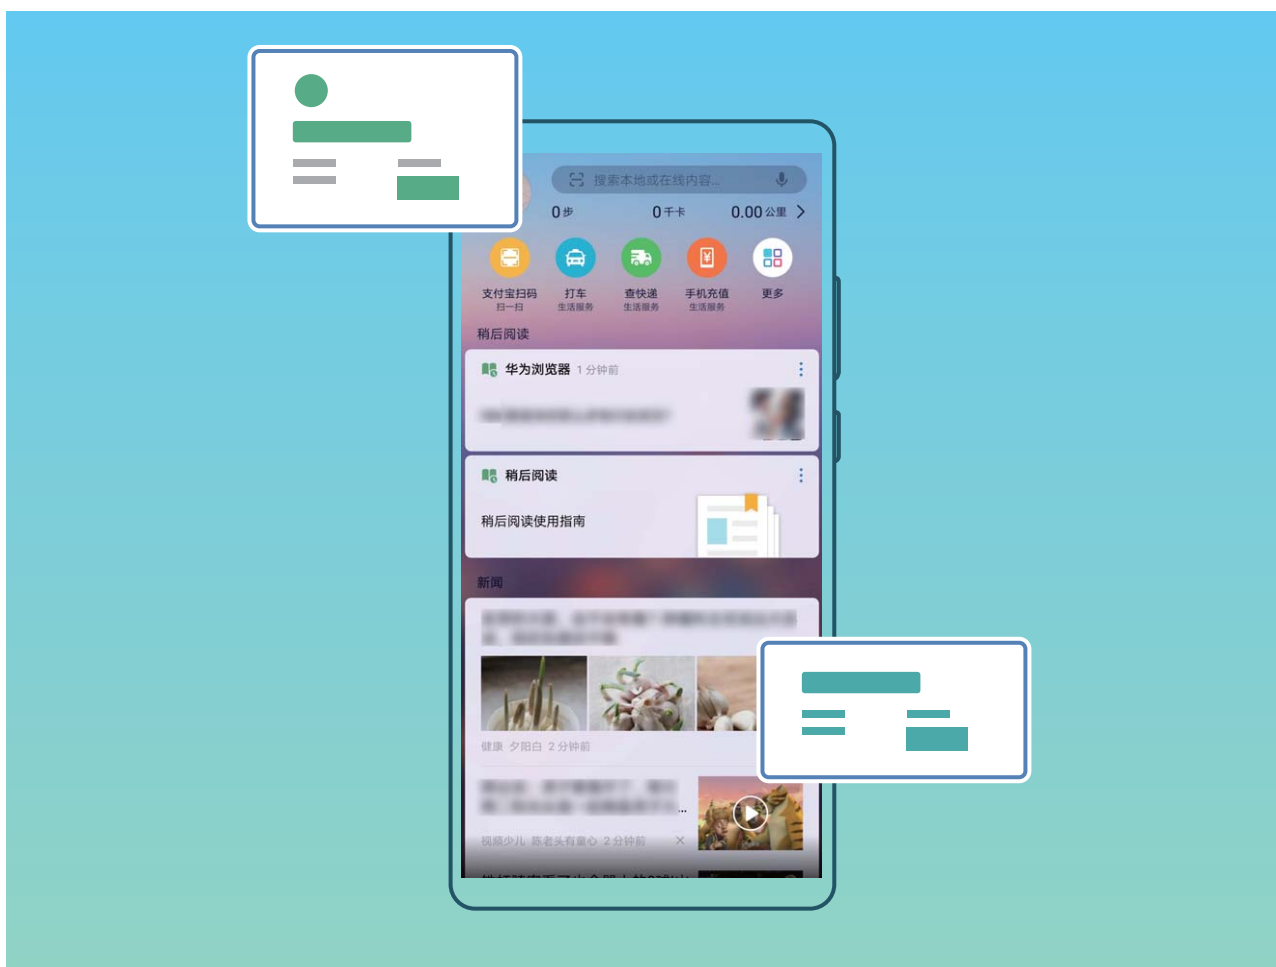 搜索本地或在线内容...
0 步
0 千卡
0.00 公里
支付宝扫码
扫一扫
打车
生活服务
查快递
生活服务
手机充值
生活服务
更多
稍后阅读
华为浏览器 1 分钟前
稍后阅读
稍后阅读使用指南
新闻
健康 夕阳白 2 分钟前
视频少儿 陈老头有童心 2 分钟前